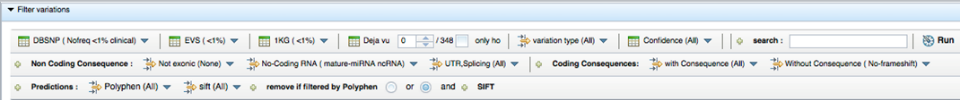 Filter variations
DBSNP ( Nofreq <1% clinical) EVS ( <1%) 1KG ( <1%) Deja vu 0 / 348 only ho variation type (All) Confidence (All) search : Run
Non Coding Consequence : Not exonic (None) No-Coding RNA ( mature-miRNA ncRNA) UTR,Splicing (All) Coding Consequences: with Consequence (All) Without Consequence ( No-frameshift)
Predictions : Polyphen (All) sift (All) remove if filtered by Polyphen or and SIFT